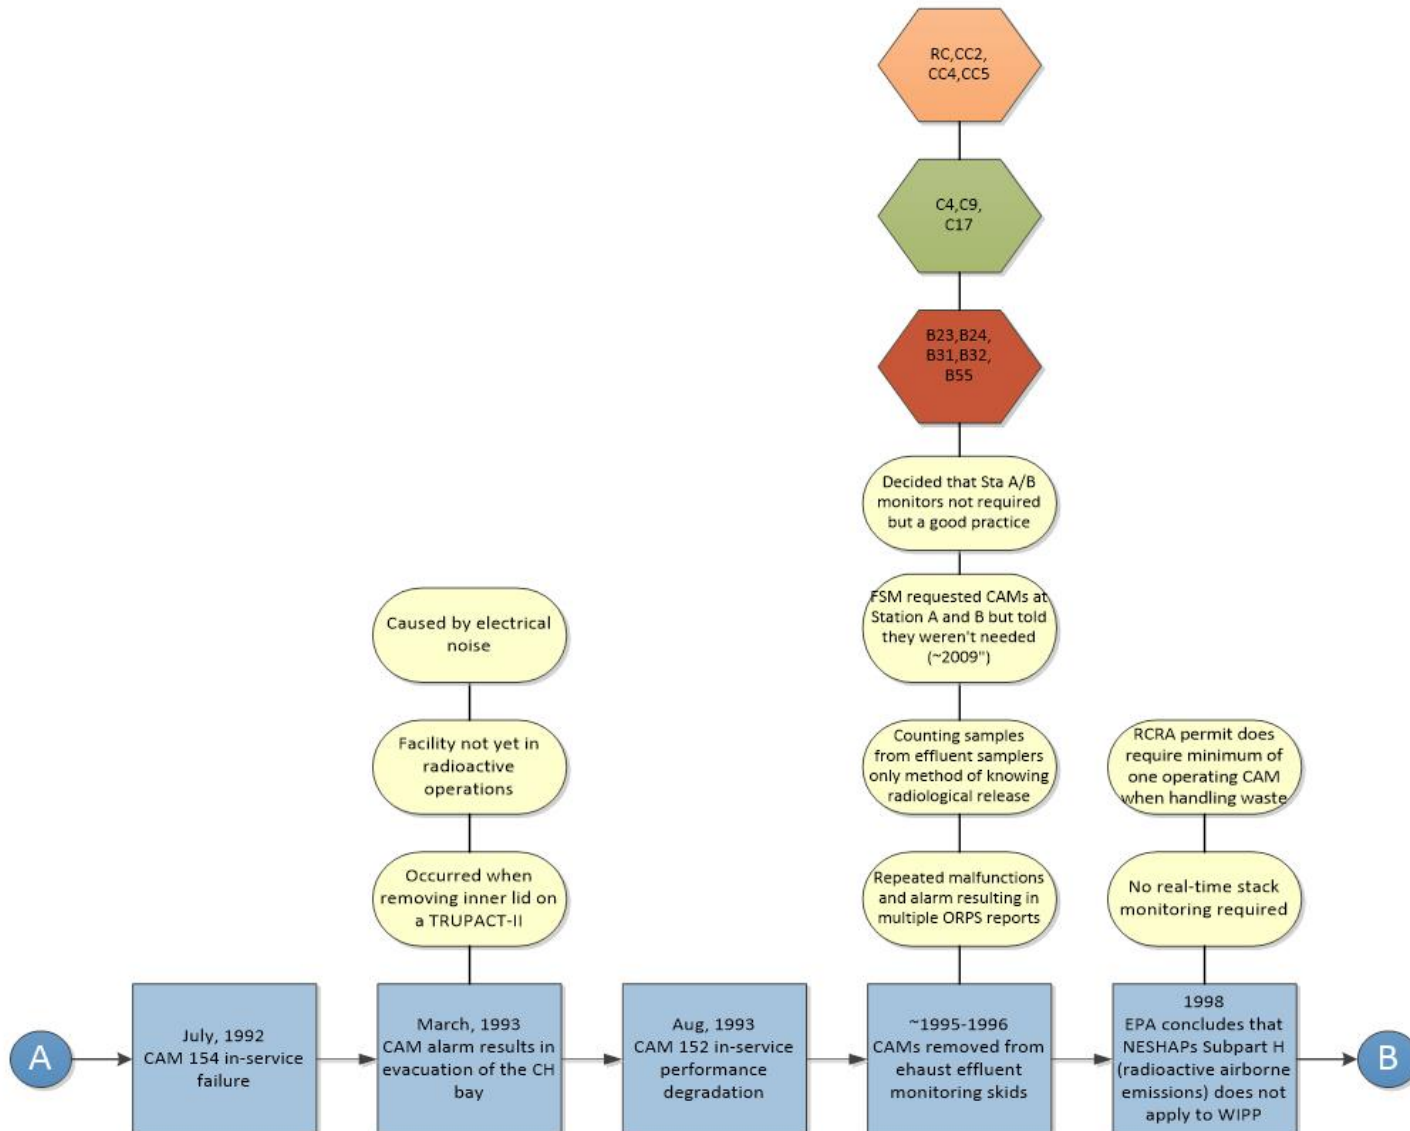 RC,CC2,
CC4,CC5
C4,C9,
C17
B23,B24,
B31,B32,
B55
Decided that Sta A/B
monitors not required
but a good practice
FSM requested CAMs at
Station A and B but told
they weren't needed
(~2009")
Caused by electrical
noise
Facility not yet in
radioactive
operations
Counting samples
from effluent samplers
only method of knowing
radiological release
RCRA permit does
require minimum of
one operating CAM
when handling waste
Occurred when
removing inner lid on
a TRUPACT-II
Repeated malfunctions
and alarm resulting in
multiple ORPS reports
No real-time stack
monitoring required
A
July, 1992
CAM 154 in-service
failure
March, 1993
CAM alarm results in
evacuation of the CH
bay
Aug, 1993
CAM 152 in-service
performance
degradation
~1995-1996
CAMs removed from
ehaust effluent
monitoring skids
1998
EPA concludes that
NESHAPs Subpart H
(radioactive airborne
emissions) does not
apply to WIPP
B